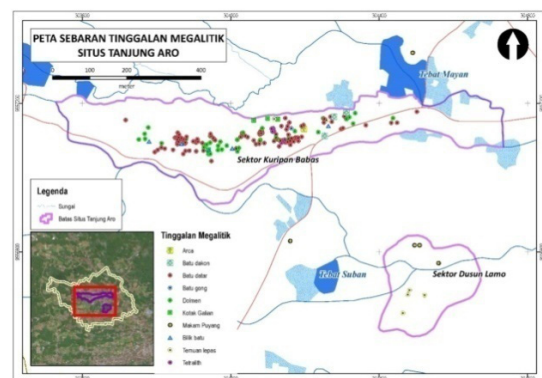 PETA SEBARAN TINGGALAN MEGALITIK
SITUS TANJUNG ARO
0 100 200 400
meter
Tebat Mayan
Sektor Kuripan Babas
Legenda
Sungai
Batas Situs Tanjung Aro
Tinggalan Megalitik
Arca
Batu dakon
Batu datar
Batu gong
Dolmen
Kotak Galian
Makam Puyang
Bilik batu
Temuan lepas
Tetralith
Tebat Suban
Sektor Dusun Lamo